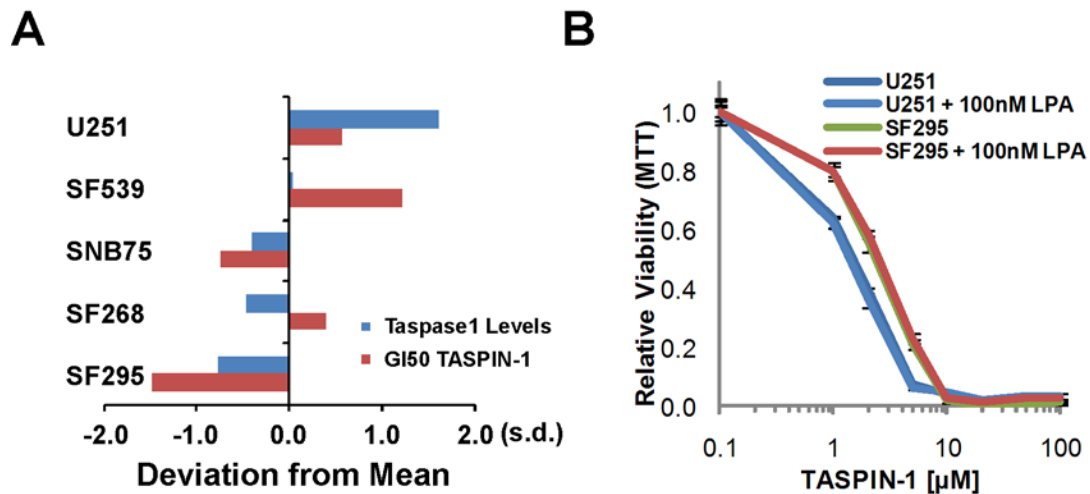 A
U251
SF539
SNB75
SF268
SF295
Taspase1 Levels
GI50 TASPIN-1
-2.0 -1.0 0.0 1.0 2.0 (s.d.)
Deviation from Mean
B
U251
U251 + 100nM LPA
SF295
SF295 + 100nM LPA
Relative Viability (MTT)
1.0
0.8
0.6
0.4
0.2
0.0
0.1 1 10 100
TASPIN-1 [µM]